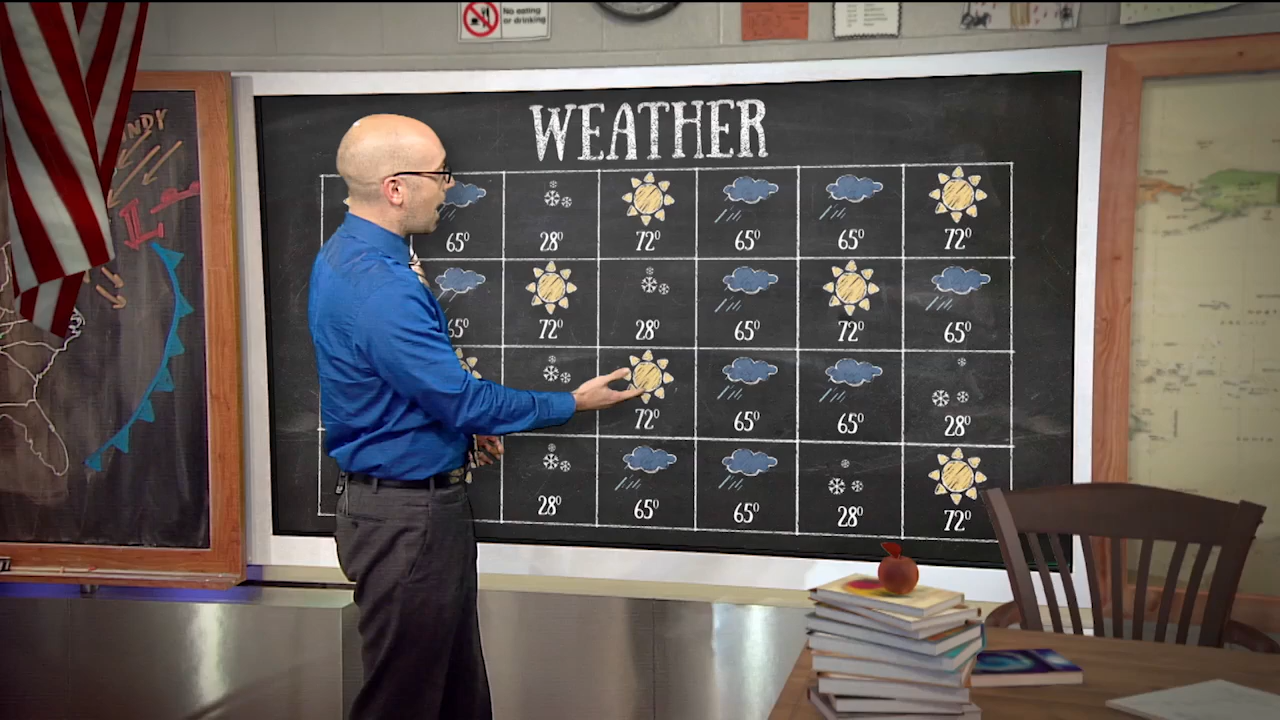 No eating
or drinking
WEATHER
NDY
65° 28° 72° 65° 65° 72°
65° 72° 28° 65° 72° 65°
72° 65° 65° 28°
28° 65° 65° 28° 72°
L